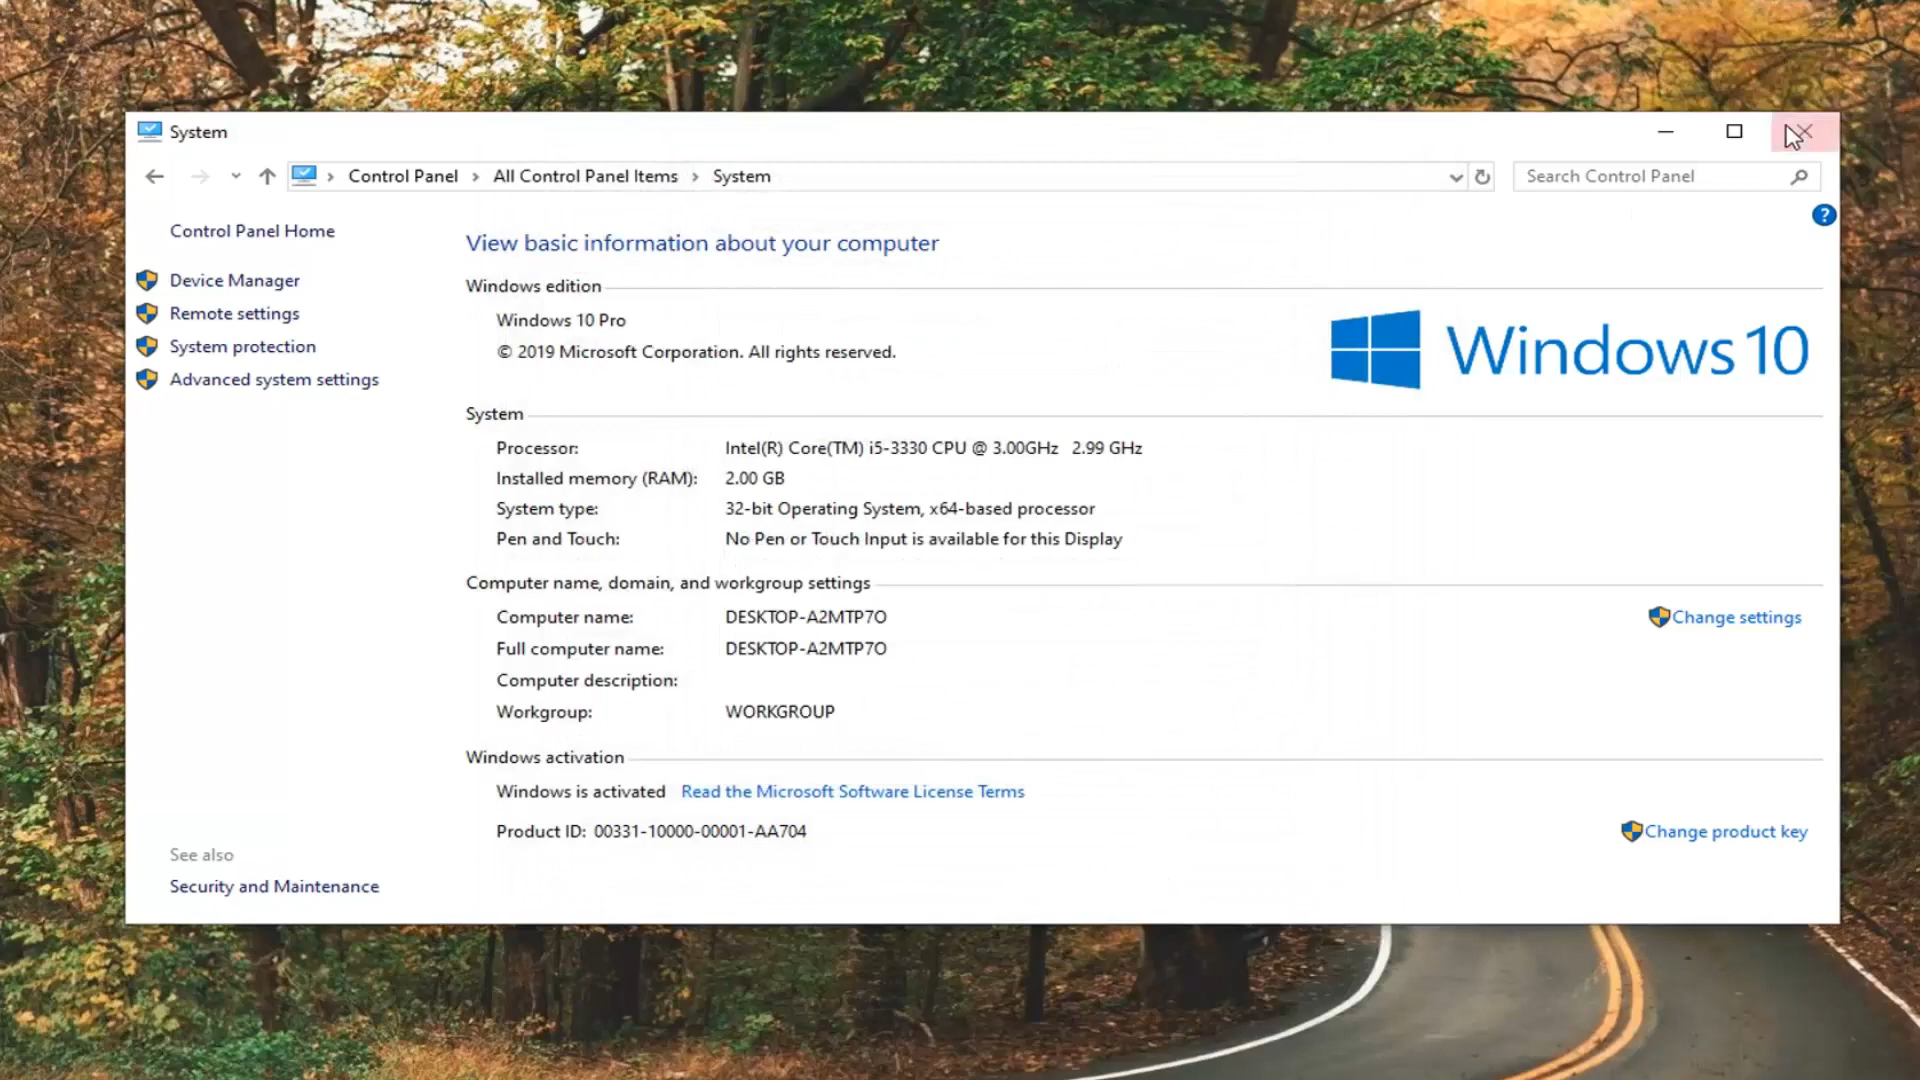 System
Control Panel > All Control Panel Items > System
Search Control Panel
?
Control Panel Home
Device Manager
Remote settings
System protection
Advanced system settings
View basic information about your computer
Windows edition
Windows 10 Pro
© 2019 Microsoft Corporation. All rights reserved.
Windows 10
System
Processor: Intel(R) Core(TM) i5-3330 CPU @ 3.00GHz 2.99 GHz
Installed memory (RAM): 2.00 GB
System type: 32-bit Operating System, x64-based processor
Pen and Touch: No Pen or Touch Input is available for this Display
Computer name, domain, and workgroup settings
Computer name: DESKTOP-A2MTP7O
Change settings
Full computer name: DESKTOP-A2MTP7O
Computer description:
Workgroup: WORKGROUP
Windows activation
Windows is activated Read the Microsoft Software License Terms
Product ID: 00331-10000-00001-AA704
Change product key
See also
Security and Maintenance